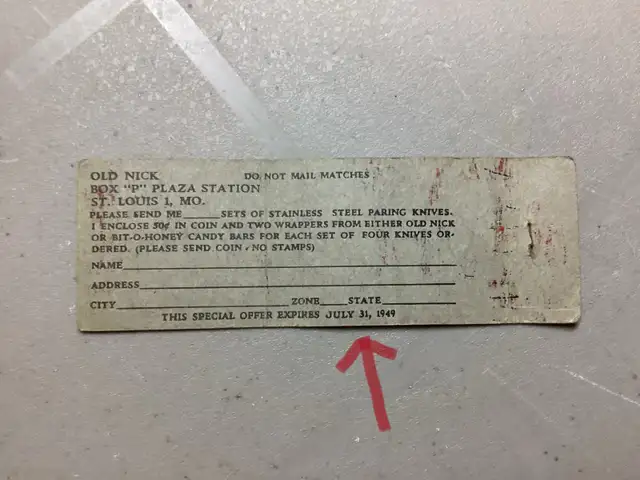 OLD NICK DO NOT MAIL MATCHES
BOX "P" PLAZA STATION
ST. LOUIS 1, MO.
PLEASE SEND ME______SETS OF STAINLESS STEEL PARING KNIVES.
I ENCLOSE 50¢ IN COIN AND TWO WRAPPERS FROM EITHER OLD NICK
OR BIT-O-HONEY CANDY BARS FOR EACH SET OF FOUR KNIVES OR-
DERED. (PLEASE SEND COIN - NO STAMPS)
NAME
ADDRESS
CITY ZONE STATE
THIS SPECIAL OFFER EXPIRES JULY 31, 1949